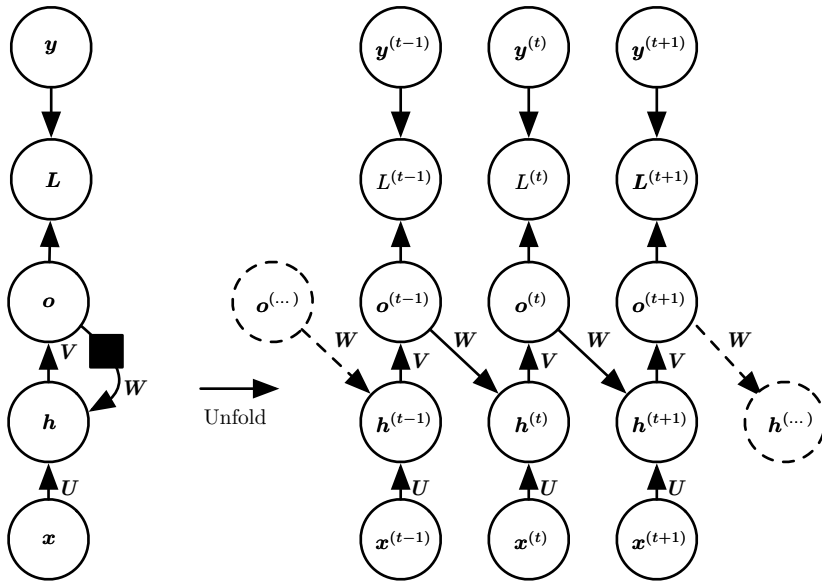 y y^(t−1) y^(t) y^(t+1)
L L^(t−1) L^(t) L^(t+1)
o o^(...) o^(t−1) o^(t) o^(t+1)
V W W V W V W V
W
Unfold
h h^(t−1) h^(t) h^(t+1) h^(...)
U U U U
x x^(t−1) x^(t) x^(t+1)